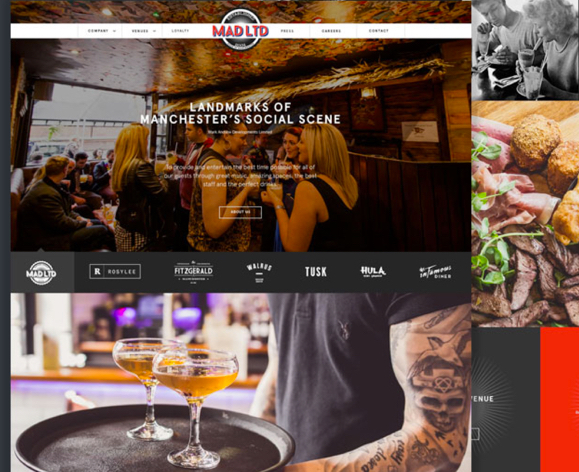 COMPANY VENUES LOYALTY MAD LTD PRESS CAREERS CONTACT
LANDMARKS OF
MANCHESTER'S SOCIAL SCENE
Mark Andrew Developments Limited
To provide and entertain the best time possible for all of
our guests through great music, amazing spaces, the best
staff and the perfect drinks
ABOUT US
MAD LTD
R ROSYLEE
THE
FITZGERALD
WALRUS
TUSK
HULA
Infamous
DINER
VENUE